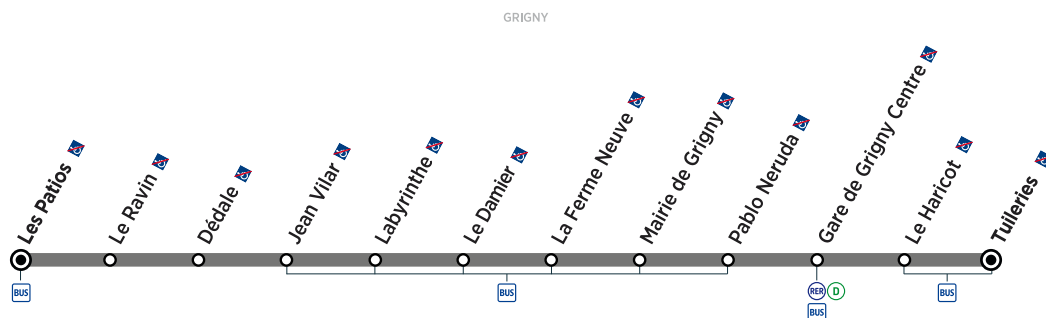 GRIGNY
Les Patios
Le Ravin
Dédale
Jean Vilar
Labyrinthe
Le Damier
La Ferme Neuve
Mairie de Grigny
Pablo Neruda
Gare de Grigny Centre
Le Haricot
Tuileries
BUS
BUS
RER D
BUS
BUS